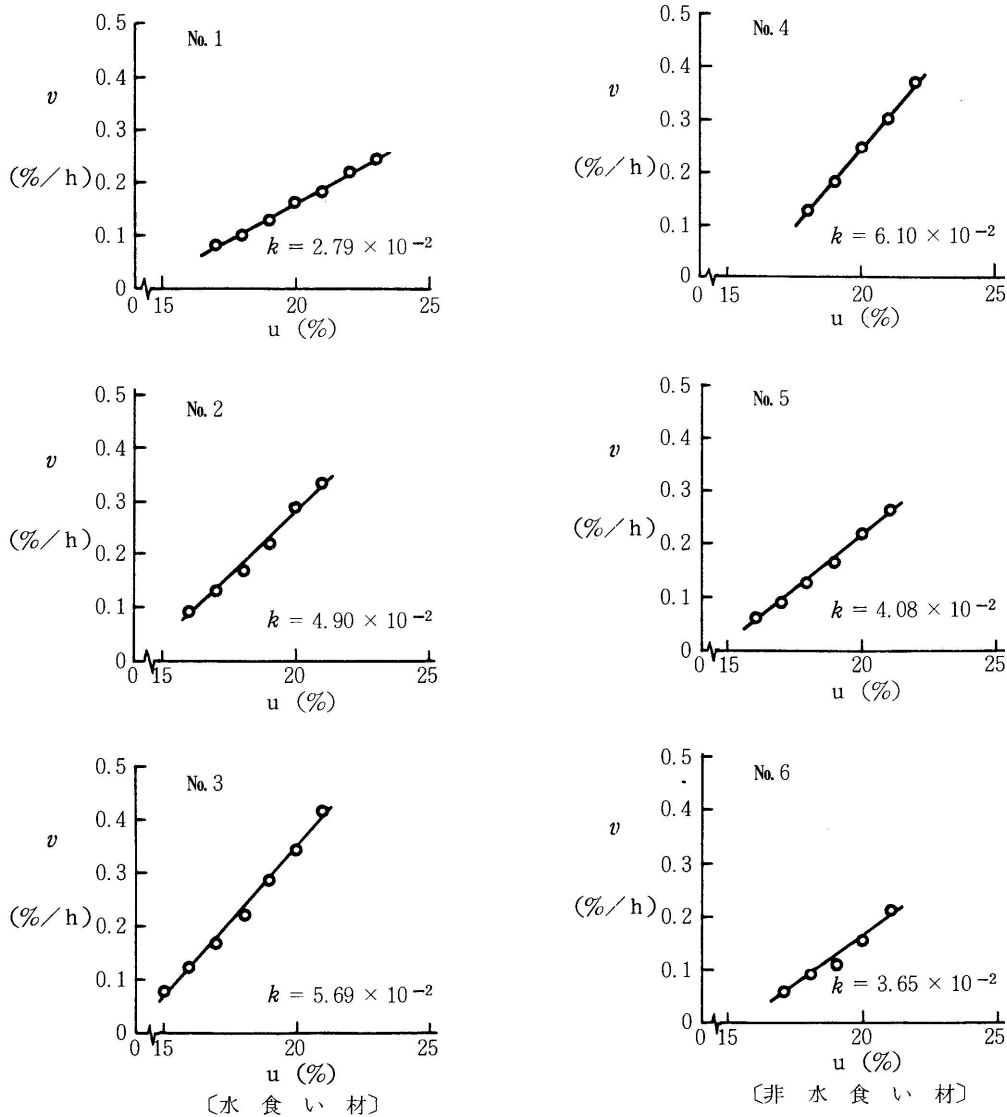 No. 1
0.5
0.4
v
0.3
(%/h)
0.2
0.1
k = 2.79 × 10⁻²
0
0 15 20 25
u (%)
No. 4
0.5
0.4
v
0.3
(%/h)
0.2
0.1
k = 6.10 × 10⁻²
0
0 15 20 25
u (%)
No. 2
0.5
0.4
v
0.3
(%/h)
0.2
0.1
k = 4.90 × 10⁻²
0
0 15 20 25
u (%)
No. 5
0.5
0.4
v
0.3
(%/h)
0.2
0.1
k = 4.08 × 10⁻²
0
0 15 20 25
u (%)
No. 3
0.5
0.4
v
0.3
(%/h)
0.2
0.1
k = 5.69 × 10⁻²
0
0 15 20 25
u (%)
〔水食い材〕
No. 6
0.5
0.4
v
0.3
(%/h)
0.2
0.1
k = 3.65 × 10⁻²
0
0 15 20 25
u (%)
〔非水食い材〕